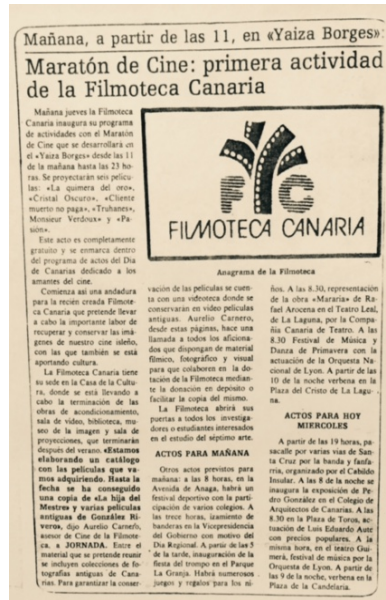 Mañana, a partir de las 11, en «Yaiza Borges»:
Maratón de Cine: primera actividad
de la Filmoteca Canaria
Mañana jueves la Filmoteca
Canaria inaugura su programa
de actividades con el Maratón
de Cine que se desarrollará en
el «Yaiza Borges» desde las 11
de la mañana hasta las 23 ho-
ras. Se proyectarán seis pelícu-
las: «La quimera del oro»,
«Cristal Oscuro», «Cliente
muerto no paga», «Truhanes»,
Monsieur Verdoux» y «Pa-
sión».
Este acto es completamente
gratuito y se enmarca dentro
del programa de actos del Día
de Canarias dedicado a los
amantes del cine.
Comienza así una andadura
para la recién creada Filmote-
ca Canaria que pretende llevar
a cabo la importante labor de
recuperar y conservar las imá-
genes de nuestro cine isleño,
con las que también se está
aportando cultura.
La Filmoteca Canaria tiene
su sede en la Casa de la Cultu-
ra, donde se está llevando a
cabo la terminación de las
obras de acondicionamiento,
sala de vídeo, biblioteca, mu-
seo de la imagen y sala de
proyecciones, que terminarán
después del verano. «Estamos
elaborando un catálogo
con las películas que va-
mos adquiriendo. Hasta la
fecha se ha conseguido
una copia de «La hija del
Mestre» y varias películas
antiguas de González Ri-
vero», dijo Aurelio Carnero,
asesor de Cine de la Filmote-
ca, a JORNADA. Entre el
material que se pretende reunir
se incluyen colecciones de fo-
tografías antiguas de Cana-
rias. Para garantizar la conser-
FC
FILMOTECA CANARIA
Anagrama de la Filmoteca
vación de las películas se cuen-
ta con una videoteca donde se
conservarán en vídeo películas
antiguas. Aurelio Carnero,
desde estas páginas, hace una
llamada a todos los aficiona-
dos que dispongan de material
fílmico, fotográfico y visual
para que colaboren en la do-
tación de la Filmoteca median-
te la donación en depósito o
facilitar la copia del mismo.
La Filmoteca abrirá sus
puertas a todos los investiga-
dores o estudiantes interesados
en el estudio del séptimo arte.
ACTOS PARA MAÑANA
Otros actos previstos para
mañana: a las 8 horas, en la
Avenida de Anaga, habrá un
festival deportivo con la parti-
cipación de varios colegios. A
las trece horas, izamiento de
banderas en la Vicepresidencia
del Gobierno con motivo del
Día Regional. A partir de las 5
de la tarde, inauguración de la
fiesta del trompo en el Parque
La Granja. Habrá numerosos
juegos y regalos para los ni-
ños. A las 8.30, representación
de la obra «Mararía» de Ra-
fael Arocena en el Teatro Leal,
de La Laguna, por la Compa-
ñía Canaria de Teatro. A las
8.30 Festival de Música y
Danza de Primavera con la
actuación de la Orquesta Na-
cional de Lyon. A partir de las
10 de la noche verbena en la
Plaza del Cristo de La Lagu-
na.
ACTOS PARA HOY
MIERCOLES
A partir de las 19 horas, pa-
sacalle por varias vías de San-
ta Cruz por la banda y fanfa-
rria, organizado por el Cabildo
Insular. A las 8 de la noche se
inaugura la exposición de Pe-
dro González en el Colegio de
Arquitectos de Canarias. A las
8.30 en la Plaza de Toros, ac-
tuación de Luis Eduardo Aute
con precios populares. A la
misma hora, en el teatro Gui-
merá, festival de música por la
Orquesta de Lyon. A partir de
las 9 de la noche, verbena en la
Plaza de la Candelaria.